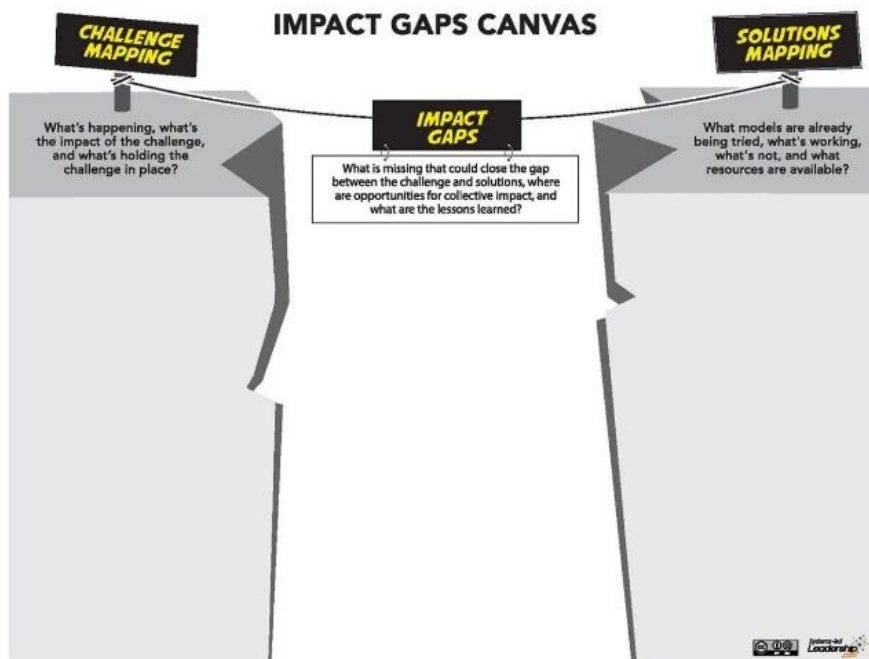 IMPACT GAPS CANVAS
CHALLENGE
MAPPING
What's happening, what's
the impact of the challenge,
and what's holding the
challenge in place?
IMPACT
GAPS
What is missing that could close the gap
between the challenge and solutions, where
are opportunities for collective impact, and
what are the lessons learned?
SOLUTIONS
MAPPING
What models are already
being tried, what's working,
what's not, and what
resources are available?
Systems-led
Leadership